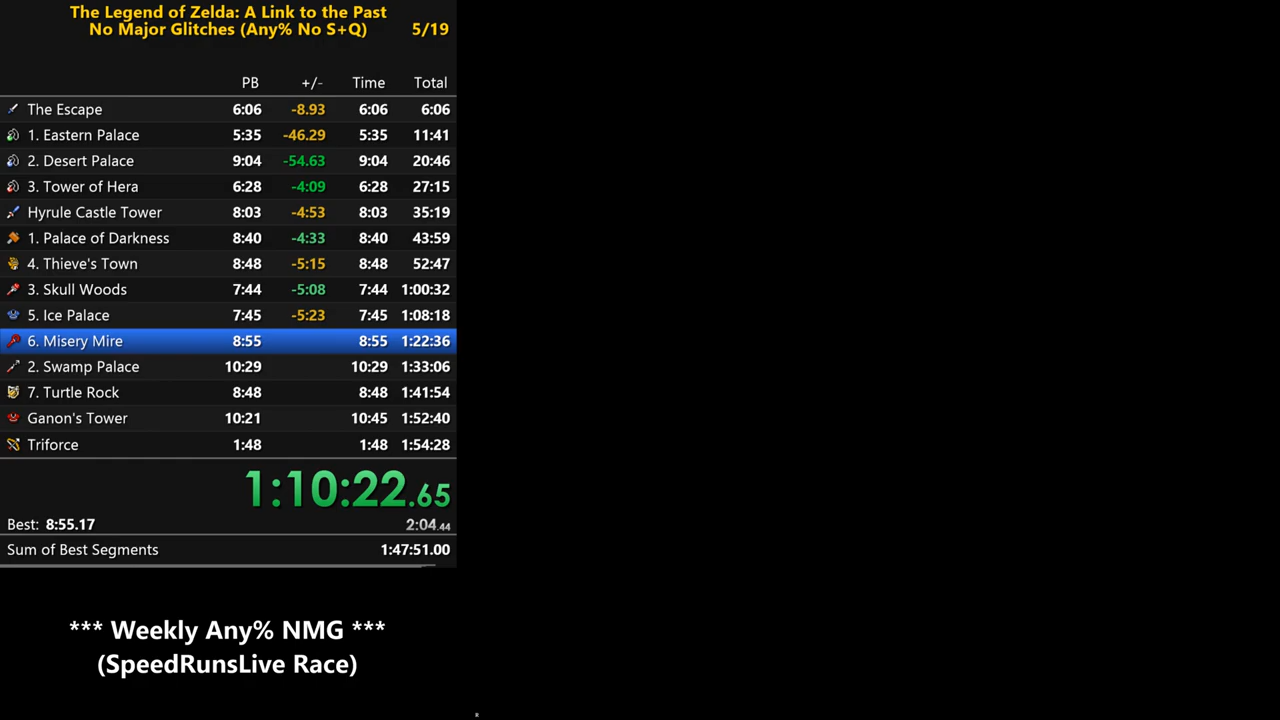 The Legend of Zelda: A Link to the Past
No Major Glitches (Any% No S+Q) 5/19
PB +/- Time Total
The Escape 6:06 -8.93 6:06 6:06
1. Eastern Palace 5:35 -46.29 5:35 11:41
2. Desert Palace 9:04 -54.63 9:04 20:46
3. Tower of Hera 6:28 -4:09 6:28 27:15
Hyrule Castle Tower 8:03 -4:53 8:03 35:19
1. Palace of Darkness 8:40 -4:33 8:40 43:59
4. Thieve's Town 8:48 -5:15 8:48 52:47
3. Skull Woods 7:44 -5:08 7:44 1:00:32
5. Ice Palace 7:45 -5:23 7:45 1:08:18
6. Misery Mire 8:55 8:55 1:22:36
2. Swamp Palace 10:29 10:29 1:33:06
7. Turtle Rock 8:48 8:48 1:41:54
Ganon's Tower 10:21 10:45 1:52:40
Triforce 1:48 1:48 1:54:28
1:10:22.65
Best: 8:55.17 2:04.44
Sum of Best Segments 1:47:51.00
*** Weekly Any% NMG ***
(SpeedRunsLive Race)